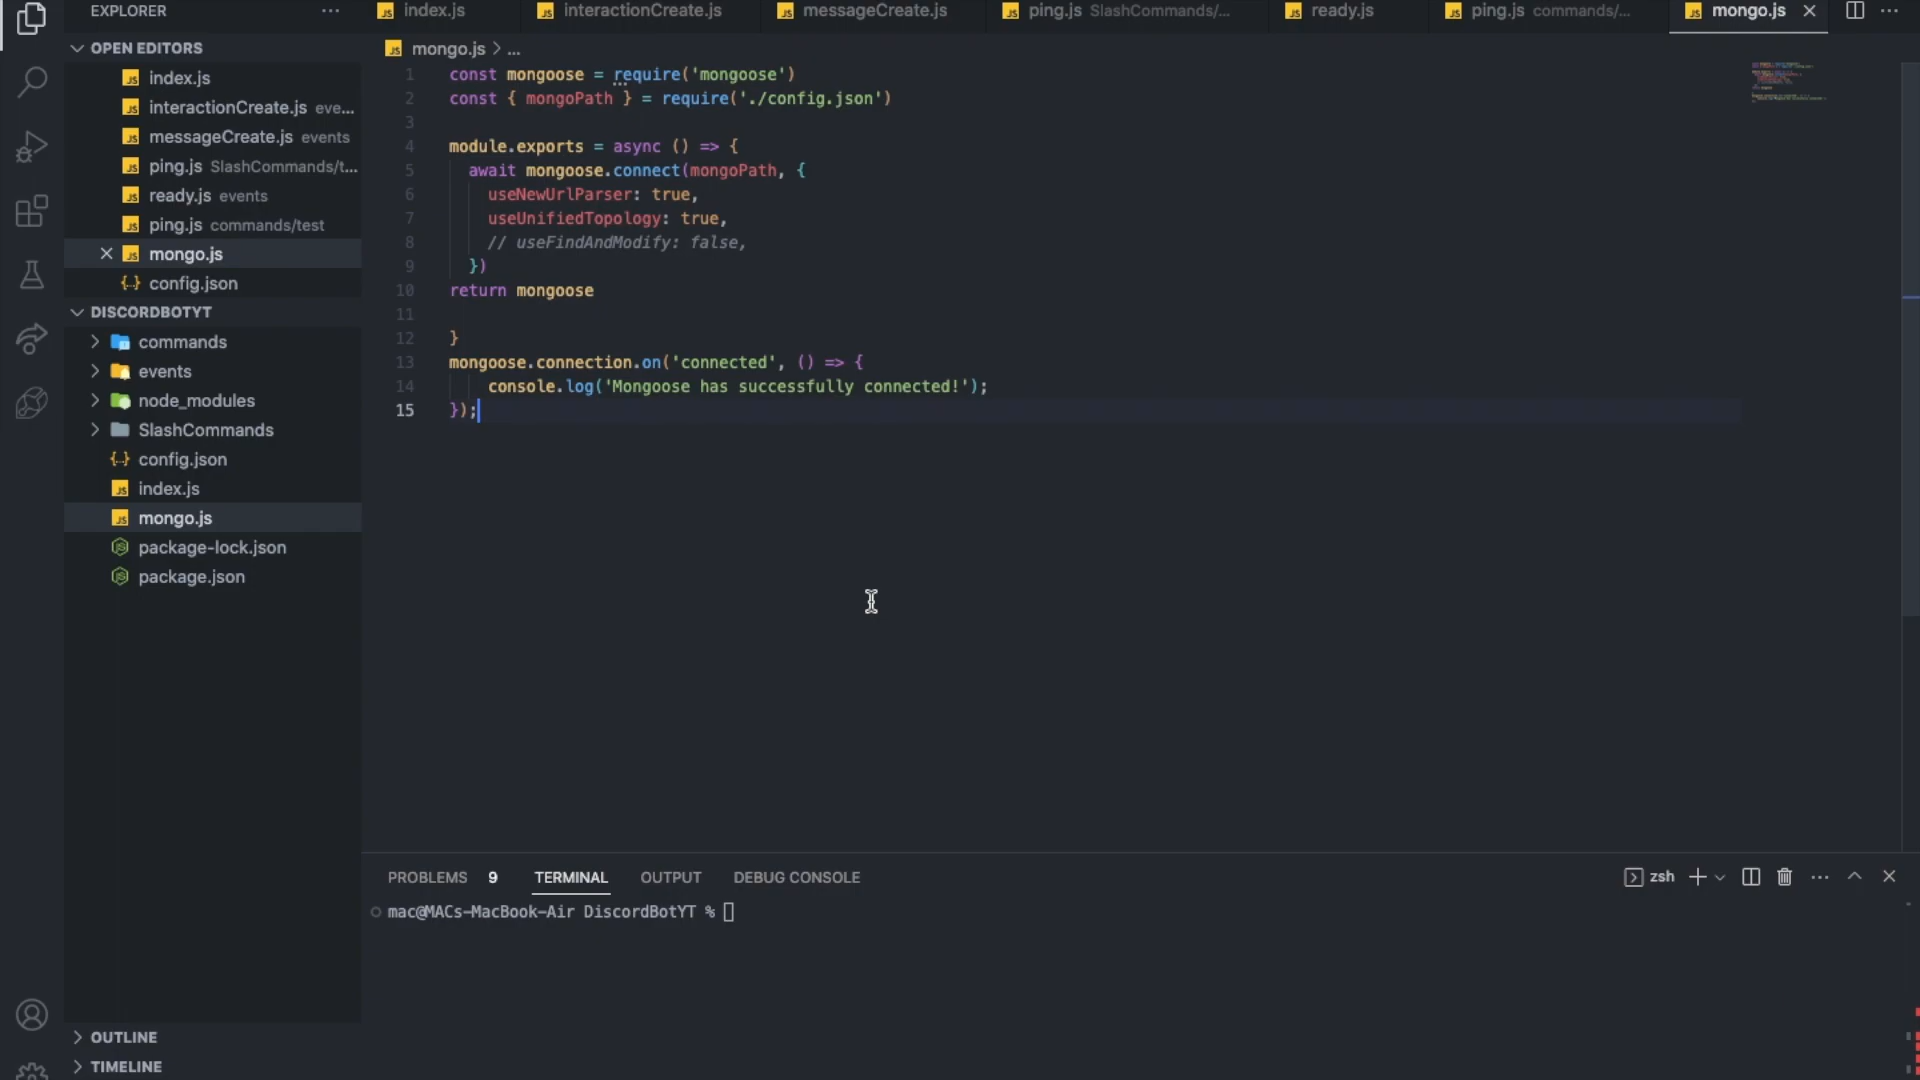 EXPLORER
OPEN EDITORS
index.js
interactionCreate.js eve...
messageCreate.js events
ping.js SlashCommands/t...
ready.js events
ping.js commands/test
mongo.js
config.json
DISCORDBOTYT
commands
events
node_modules
SlashCommands
config.json
index.js
mongo.js
package-lock.json
package.json
OUTLINE
TIMELINE
index.js interactionCreate.js messageCreate.js ping.js SlashCommands/... ready.js ping.js commands/... mongo.js
mongo.js > ...
1 const mongoose = require('mongoose')
2 const { mongoPath } = require('./config.json')
3
4 module.exports = async () => {
5 await mongoose.connect(mongoPath, {
6 useNewUrlParser: true,
7 useUnifiedTopology: true,
8 // useFindAndModify: false,
9 })
10 return mongoose
11
12 }
13 mongoose.connection.on('connected', () => {
14 console.log('Mongoose has successfully connected!');
15 });
PROBLEMS 9 TERMINAL OUTPUT DEBUG CONSOLE zsh
mac@MACs-MacBook-Air DiscordBotYT %